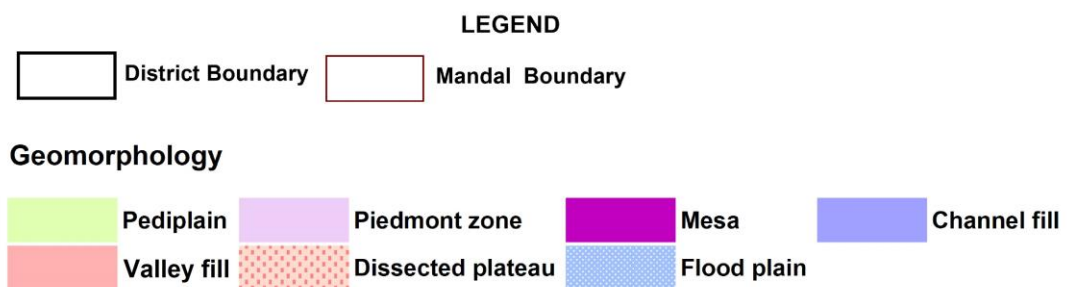 LEGEND
District Boundary Mandal Boundary
Geomorphology
Pediplain Piedmont zone Mesa Channel fill
Valley fill Dissected plateau Flood plain